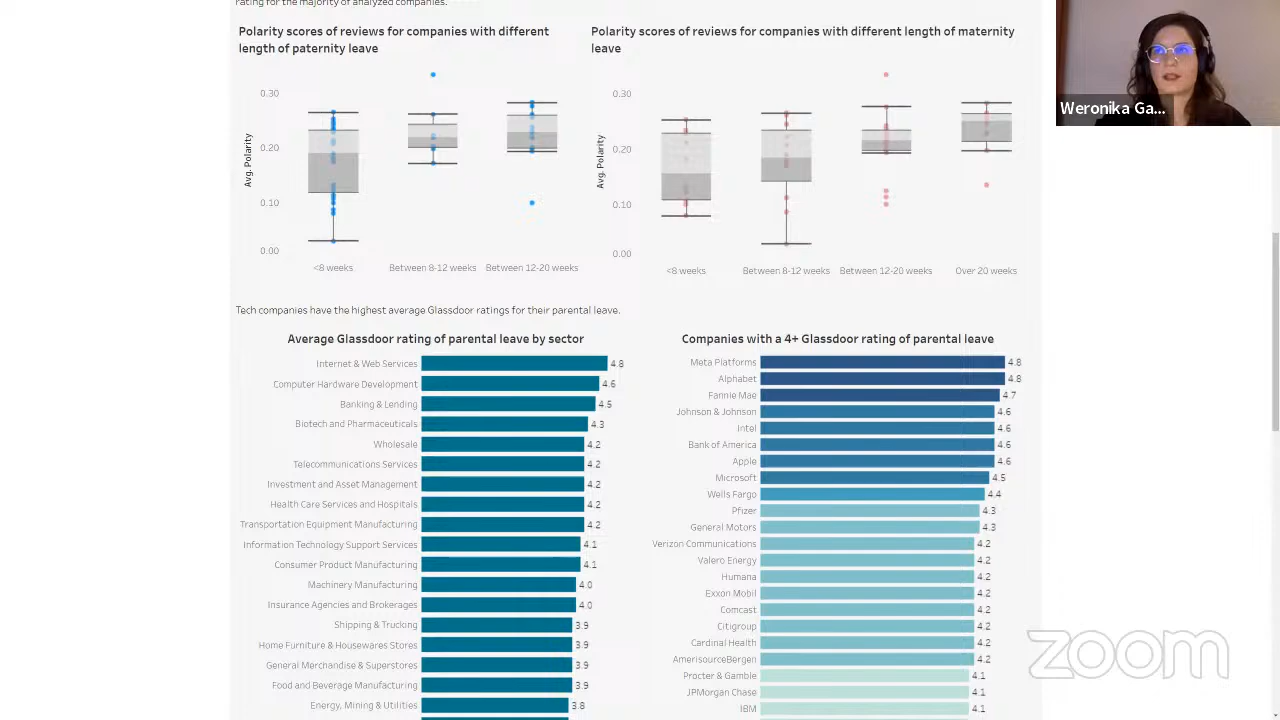 rating for the majority of analyzed companies.
Polarity scores of reviews for companies with different
length of paternity leave
Avg. Polarity
0.30
0.20
0.10
0.00
<8 weeks
Between 8-12 weeks
Between 12-20 weeks
Polarity scores of reviews for companies with different length of maternity
leave
Avg. Polarity
0.30
0.20
0.10
0.00
<8 weeks
Between 8-12 weeks
Between 12-20 weeks
Over 20 weeks
Weronika Ga...
Tech companies have the highest average Glassdoor ratings for their parental leave.
Average Glassdoor rating of parental leave by sector
Internet & Web Services 4.8
Computer Hardware Development 4.6
Banking & Lending 4.5
Biotech and Pharmaceuticals 4.3
Wholesale 4.2
Telecommunications Services 4.2
Investment and Asset Management 4.2
Health Care Services and Hospitals 4.2
Transportation Equipment Manufacturing 4.2
Information Technology Support Services 4.1
Consumer Product Manufacturing 4.1
Machinery Manufacturing 4.0
Insurance Agencies and Brokerages 4.0
Shipping & Trucking 3.9
Home Furniture & Housewares Stores 3.9
General Merchandise & Superstores 3.9
Food and Beverage Manufacturing 3.9
Energy, Mining & Utilities 3.8
Companies with a 4+ Glassdoor rating of parental leave
Meta Platforms 4.8
Alphabet 4.8
Fannie Mae 4.7
Johnson & Johnson 4.6
Intel 4.6
Bank of America 4.6
Apple 4.6
Microsoft 4.5
Wells Fargo 4.4
Pfizer 4.3
General Motors 4.3
Verizon Communications 4.2
Valero Energy 4.2
Humana 4.2
Exxon Mobil 4.2
Comcast 4.2
Citigroup 4.2
Cardinal Health 4.2
AmerisourceBergen 4.2
Procter & Gamble 4.1
JPMorgan Chase 4.1
IBM 4.1
zoom